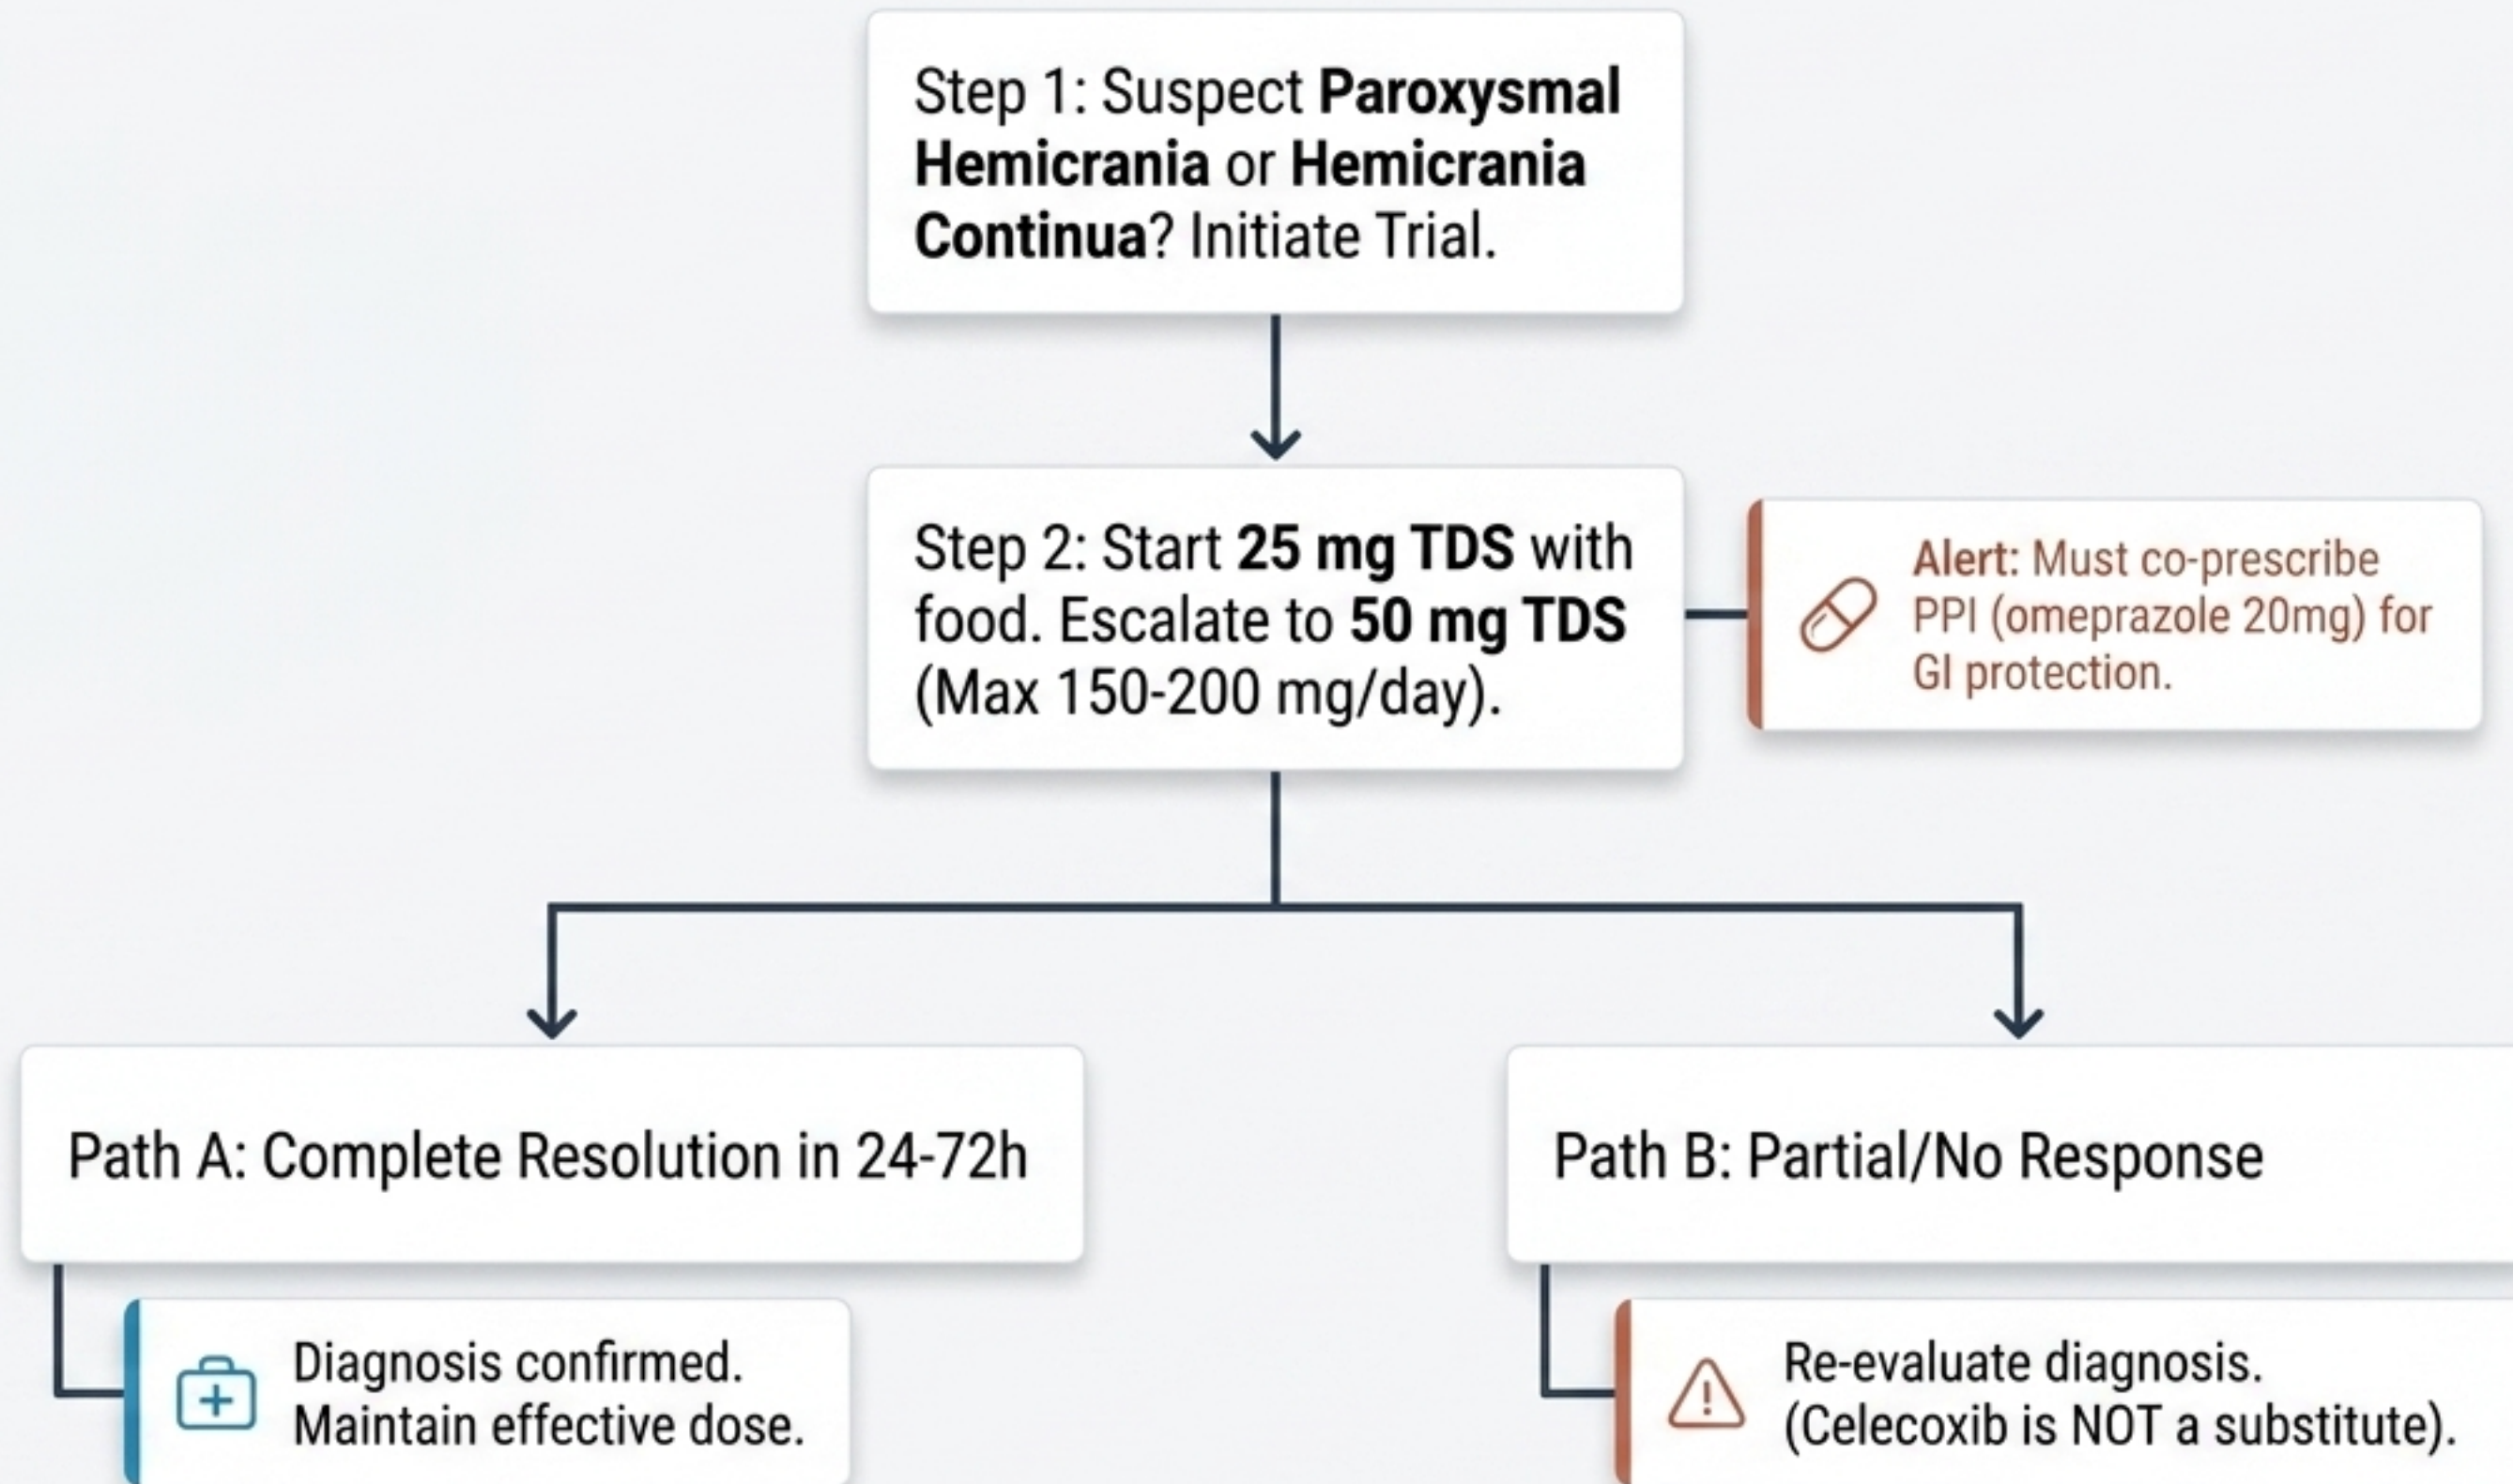 Step 1: Suspect Paroxysmal
Hemicrania or Hemicrania
Continua? Initiate Trial.
Step 2: Start 25 mg TDS with
food. Escalate to 50 mg TDS
(Max 150-200 mg/day).
Alert: Must co-prescribe
PPI (omeprazole 20mg) for
GI protection.
Path A: Complete Resolution in 24-72h
Diagnosis confirmed.
Maintain effective dose.
Path B: Partial/No Response
Re-evaluate diagnosis.
(Celecoxib is NOT a substitute).